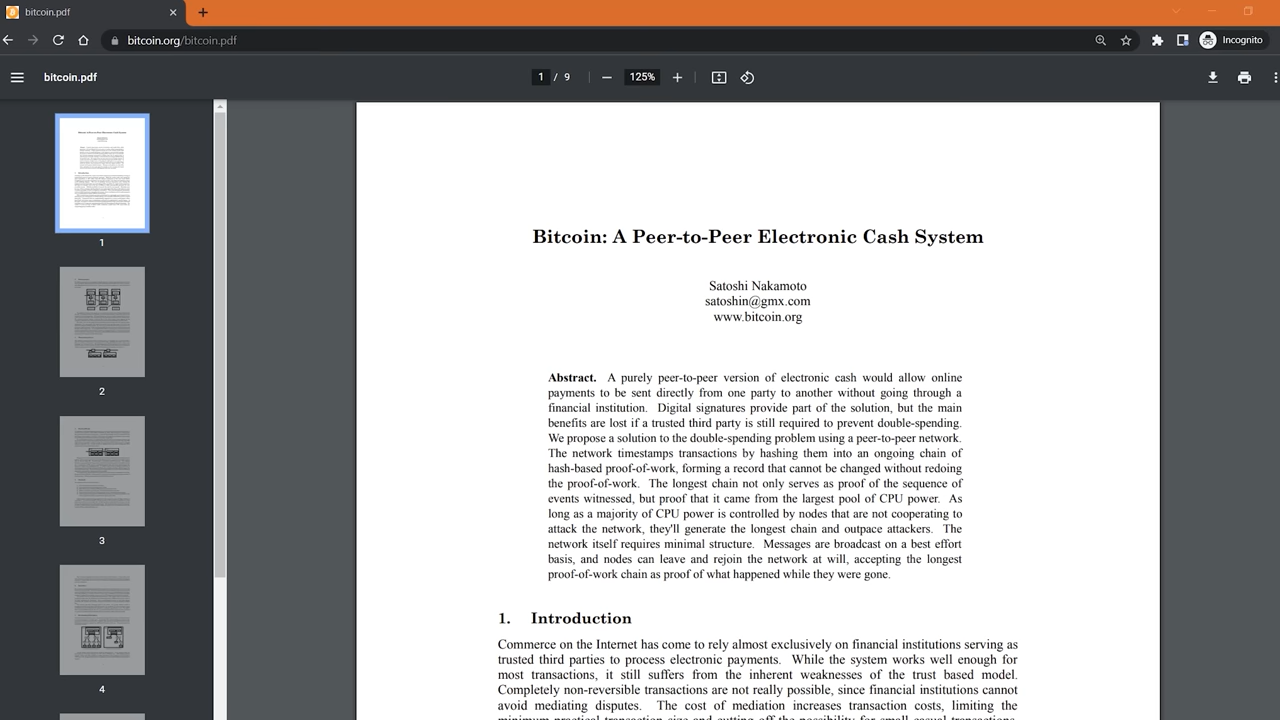 bitcoin.pdf
bitcoin.org/bitcoin.pdf
Incognito
bitcoin.pdf
1 / 9
125%
1
2
3
4
Bitcoin: A Peer-to-Peer Electronic Cash System
Satoshi Nakamoto
satoshin@gmx.com
www.bitcoin.org
Abstract. A purely peer-to-peer version of electronic cash would allow online
payments to be sent directly from one party to another without going through a
financial institution. Digital signatures provide part of the solution, but the main
benefits are lost if a trusted third party is still required to prevent double-spending.
We propose a solution to the double-spending problem using a peer-to-peer network.
The network timestamps transactions by hashing them into an ongoing chain of
hash-based proof-of-work, forming a record that cannot be changed without redoing
the proof-of-work. The longest chain not only serves as proof of the sequence of
events witnessed, but proof that it came from the largest pool of CPU power. As
long as a majority of CPU power is controlled by nodes that are not cooperating to
attack the network, they'll generate the longest chain and outpace attackers. The
network itself requires minimal structure. Messages are broadcast on a best effort
basis, and nodes can leave and rejoin the network at will, accepting the longest
proof-of-work chain as proof of what happened while they were gone.
1. Introduction
Commerce on the Internet has come to rely almost exclusively on financial institutions serving as
trusted third parties to process electronic payments. While the system works well enough for
most transactions, it still suffers from the inherent weaknesses of the trust based model.
Completely non-reversible transactions are not really possible, since financial institutions cannot
avoid mediating disputes. The cost of mediation increases transaction costs, limiting the
minimum practical transaction size and cutting off the possibility for small casual transactions,